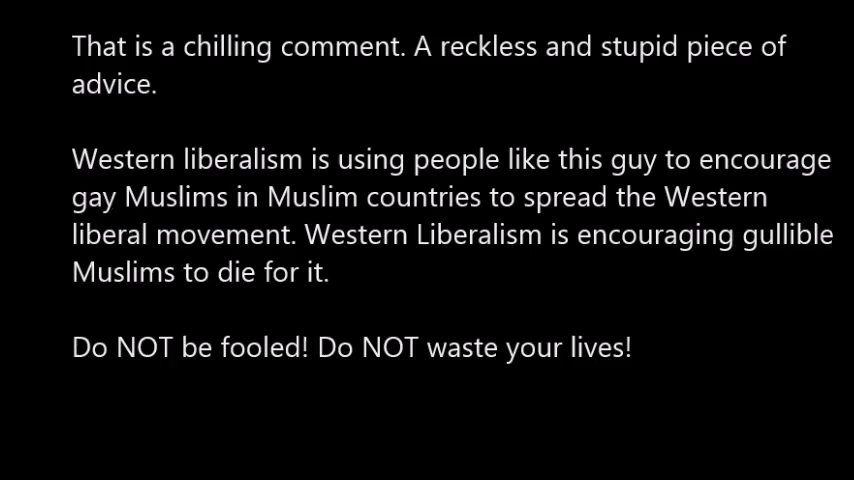 That is a chilling comment. A reckless and stupid piece of
advice.
Western liberalism is using people like this guy to encourage
gay Muslims in Muslim countries to spread the Western
liberal movement. Western Liberalism is encouraging gullible
Muslims to die for it.
Do NOT be fooled! Do NOT waste your lives!